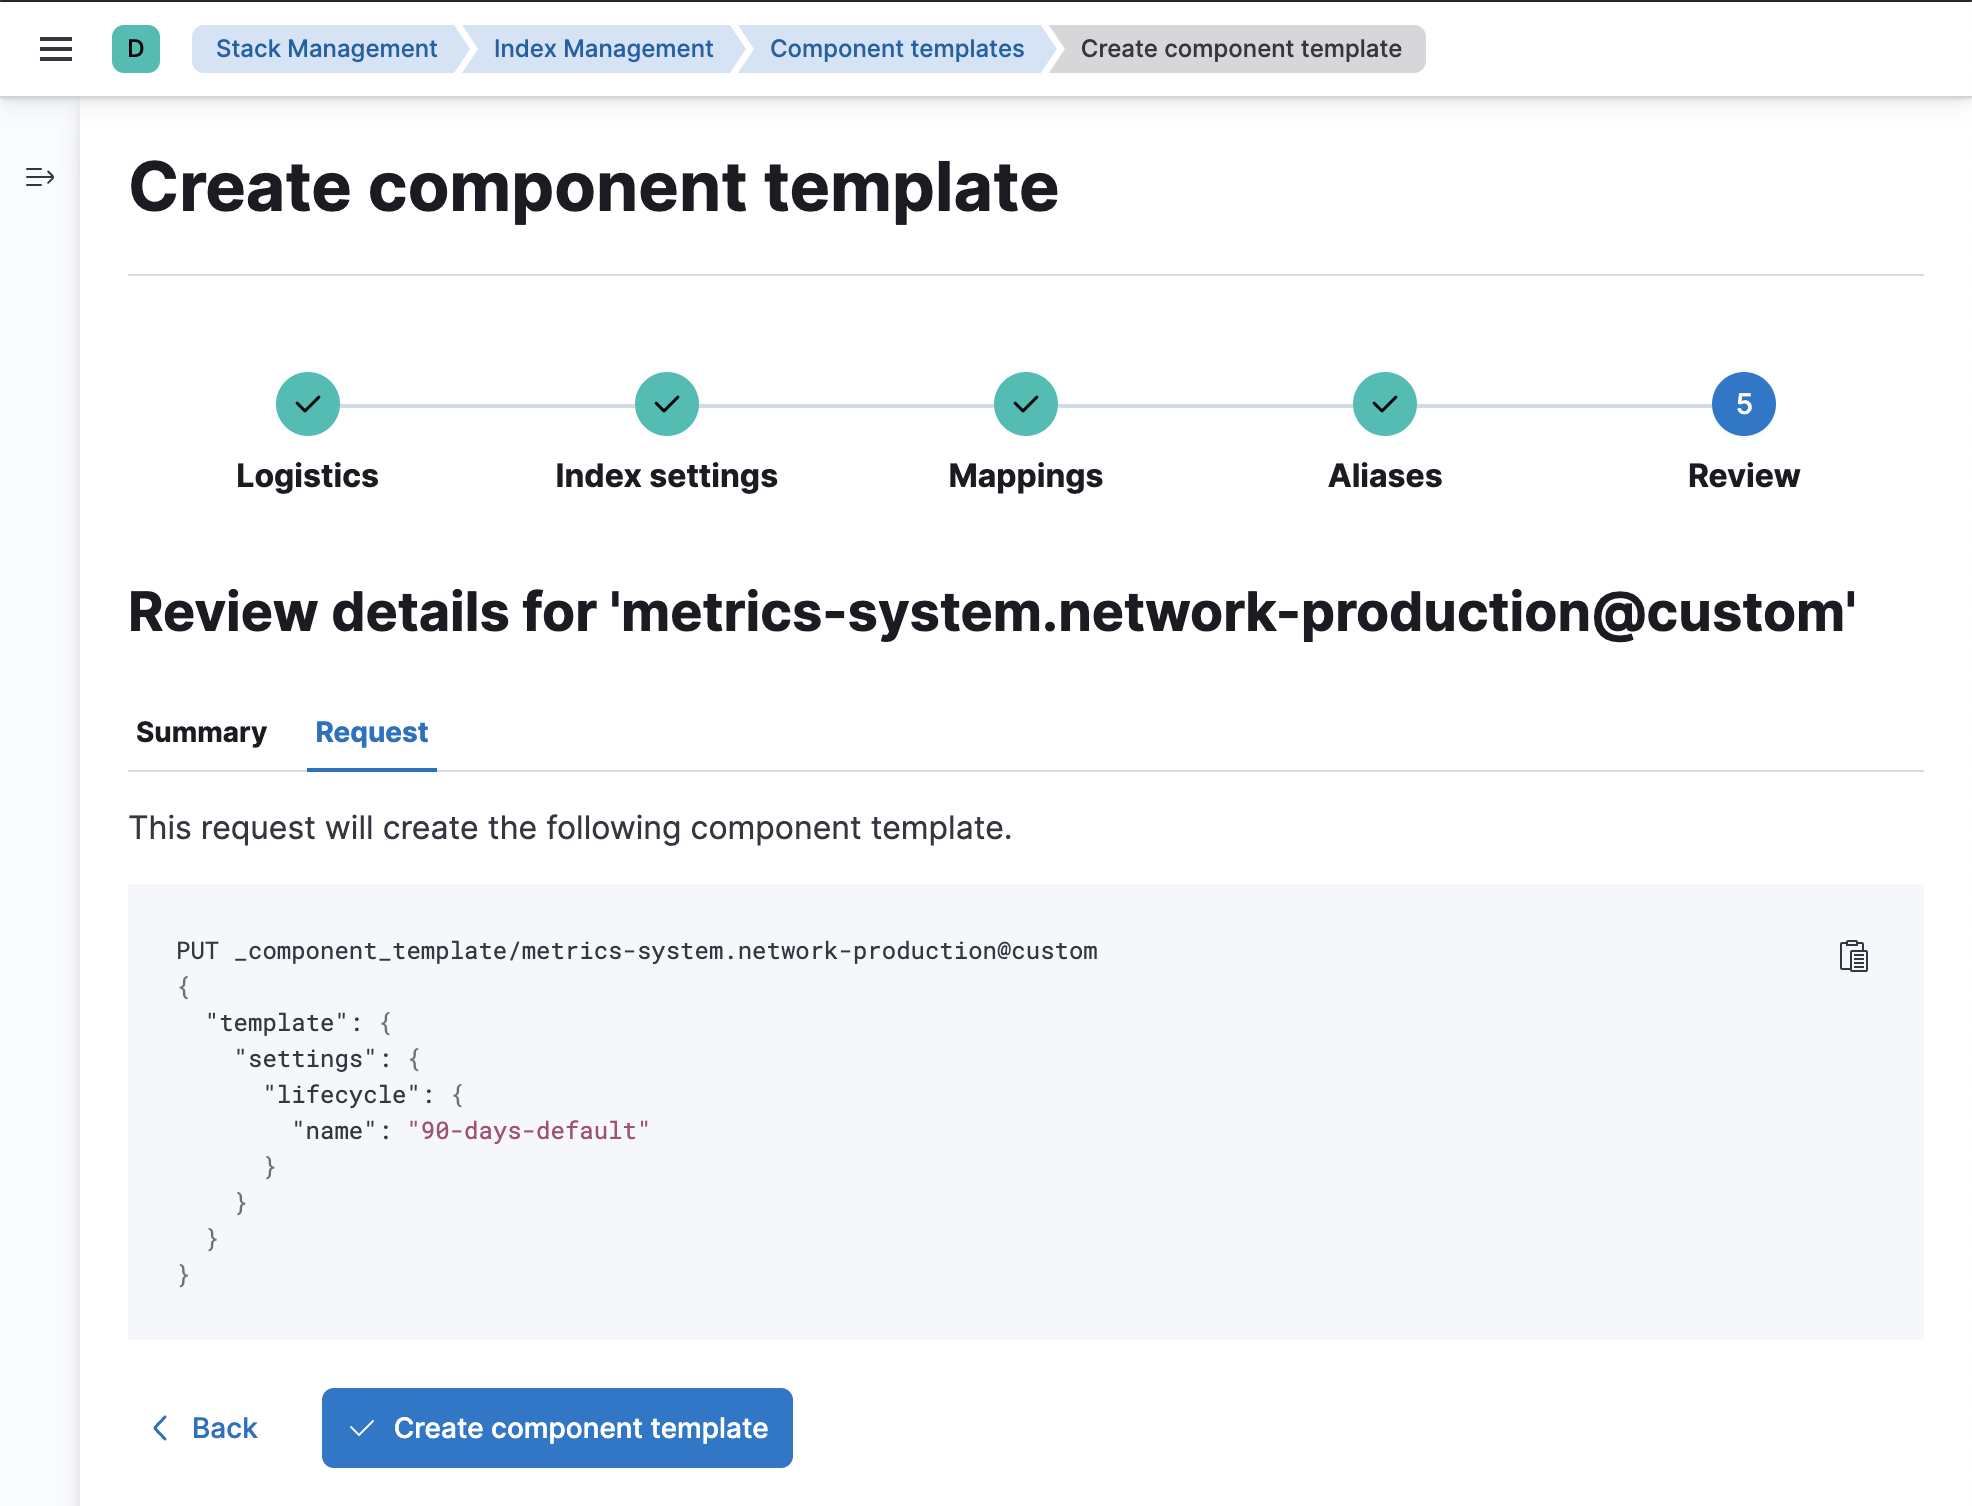 D Stack Management Index Management Component templates Create component template
Create component template
5
Logistics Index settings Mappings Aliases Review
Review details for 'metrics-system.network-production@custom'
Summary Request
This request will create the following component template.
PUT _component_template/metrics-system.network-production@custom
{
  "template": {
    "settings": {
      "lifecycle": {
        "name": "90-days-default"
      }
    }
  }
}
Back Create component template